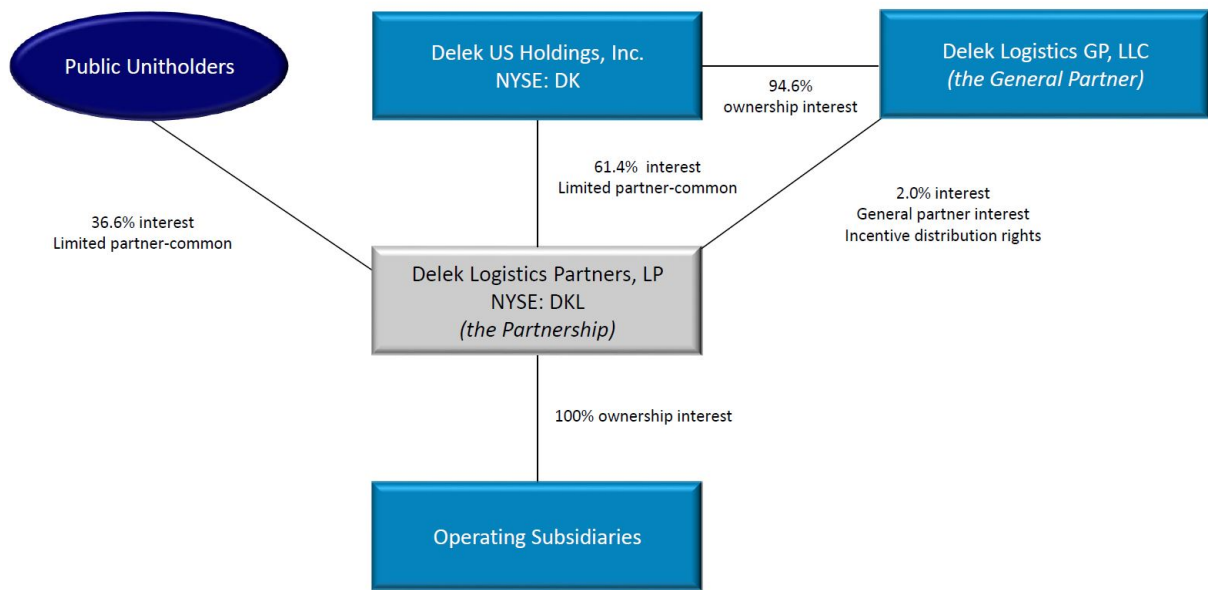 Public Unitholders
Delek US Holdings, Inc.
NYSE: DK
Delek Logistics GP, LLC
(the General Partner)
94.6%
ownership interest
61.4% interest
Limited partner-common
2.0% interest
General partner interest
Incentive distribution rights
36.6% interest
Limited partner-common
Delek Logistics Partners, LP
NYSE: DKL
(the Partnership)
100% ownership interest
Operating Subsidiaries